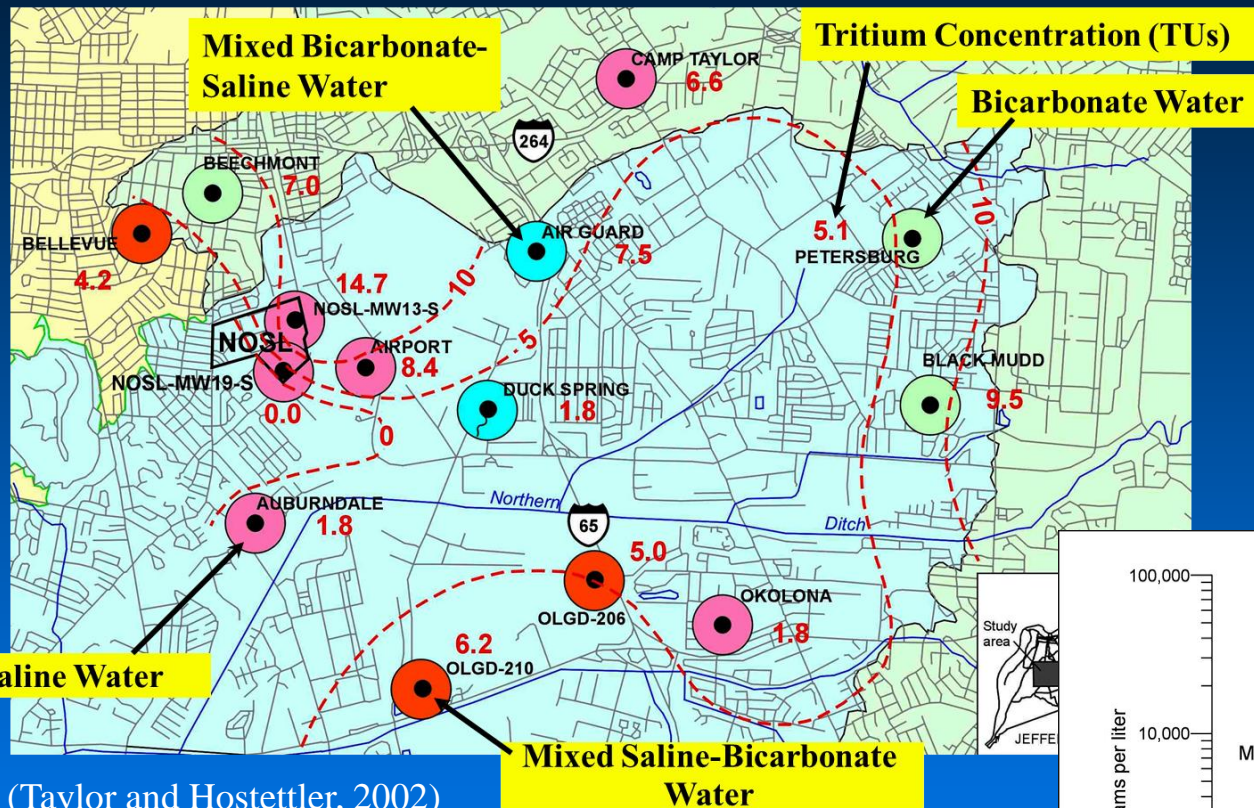 Mixed Bicarbonate-
Saline Water
Tritium Concentration (TUs)
Bicarbonate Water
CAMP TAYLOR
6.6
264
BEECHMONT
7.0
BELLEVUE
4.2
AIR GUARD
7.5
5.1
PETERSBURG
10
14.7
NOSL-MW13-S
10
NOSL
AIRPORT
8.4
5
NOSL-MW19-S
0.0
DUCK SPRING
1.8
BLACK MUDD
9.5
0
AUBURNDALE
1.8
Northern
65
Ditch
5.0
OLGD-206
OKOLONA
1.8
6.2
OLGD-210
aline Water
Mixed Saline-Bicarbonate
Water
(Taylor and Hostettler, 2002)
Study
area
JEFFE
100,000
10,000
ms per liter
M